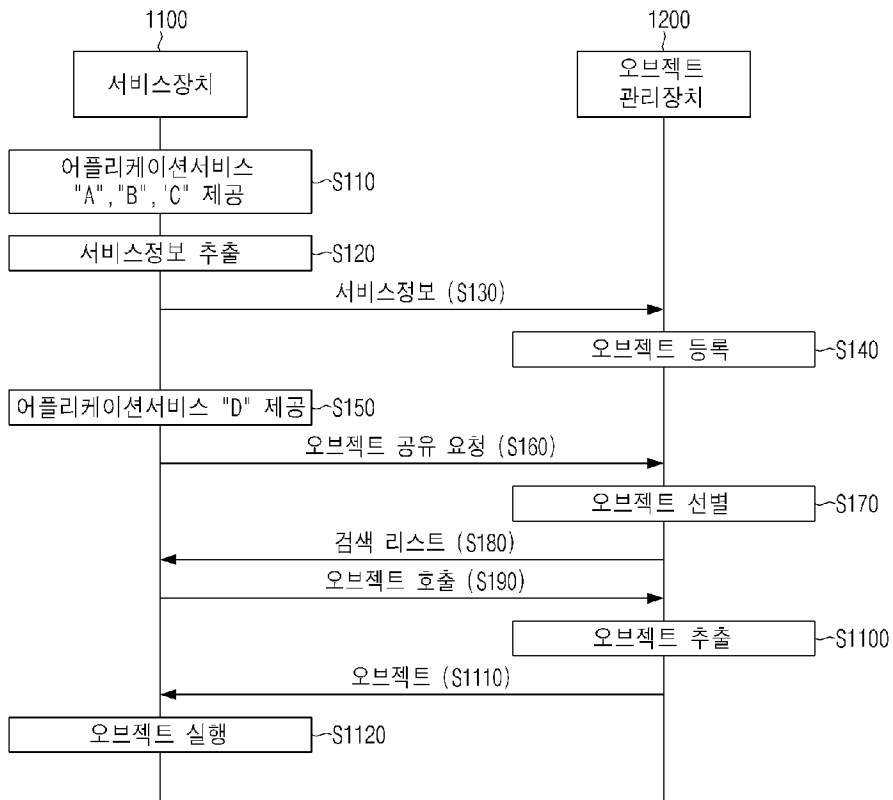 1100
1200
서비스장치
오브젝트
관리장치
어플리케이션서비스
"A","B",'C" 제공
S110
서비스정보 추출
S120
서비스정보 (S130)
오브젝트 등록
S140
어플리케이션서비스 "D" 제공
S150
오브젝트 공유 요청 (S160)
오브젝트 선별
S170
검색 리스트 (S180)
오브젝트 호출 (S190)
오브젝트 추출
S1100
오브젝트 (S1110)
오브젝트 실행
S1120